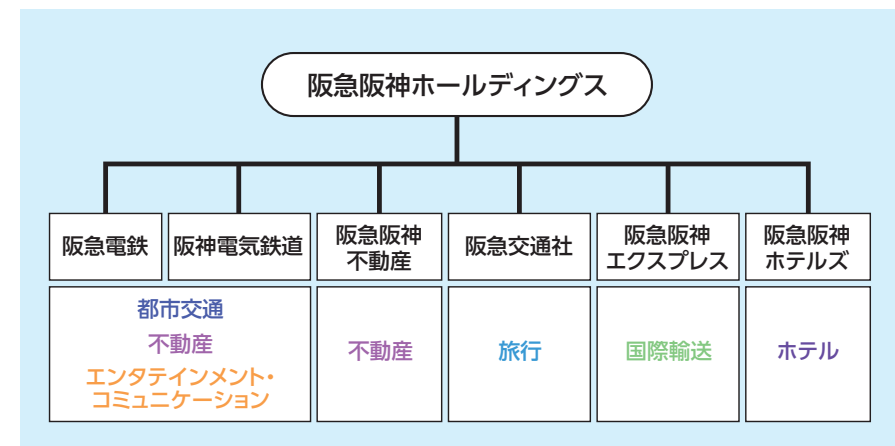 阪急阪神ホールディングス
阪急電鉄
阪神電気鉄道
阪急阪神
不動産
阪急交通社
阪急阪神
エクスプレス
阪急阪神
ホテルズ
都市交通
不動産
エンタテインメント・
コミュニケーション
不動産
旅行
国際輸送
ホテル